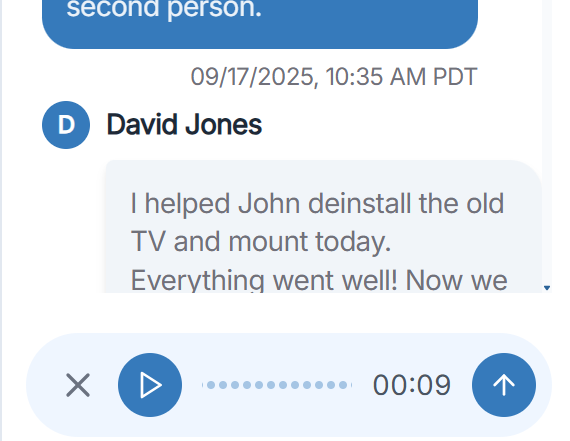 second person.
09/17/2025, 10:35 AM PDT
D
David Jones
I helped John deinstall the old
TV and mount today.
Everything went well! Now we
00:09